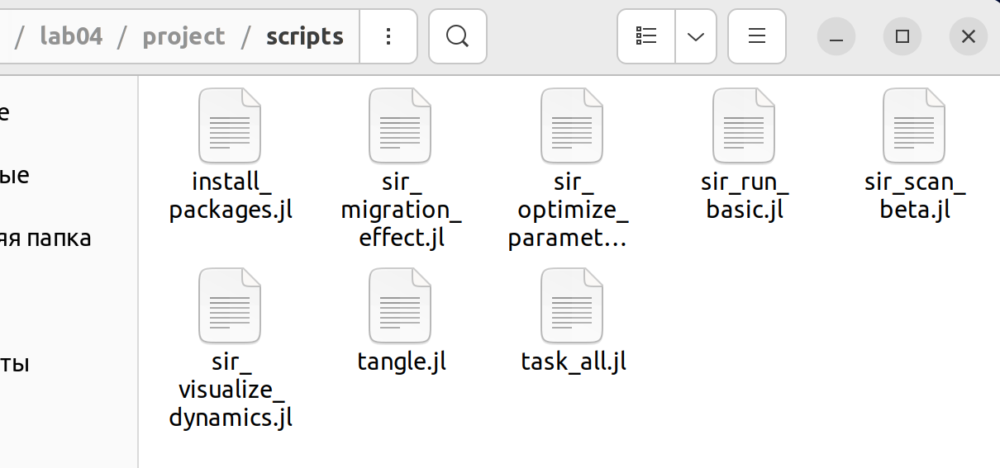 / lab04 / project / scripts
е
ые
яя папка
ты
install_
packages.jl
sir_
migration_
effect.jl
sir_
optimize_
paramet…
sir_run_
basic.jl
sir_scan_
beta.jl
sir_
visualize_
dynamics.jl
tangle.jl
task_all.jl